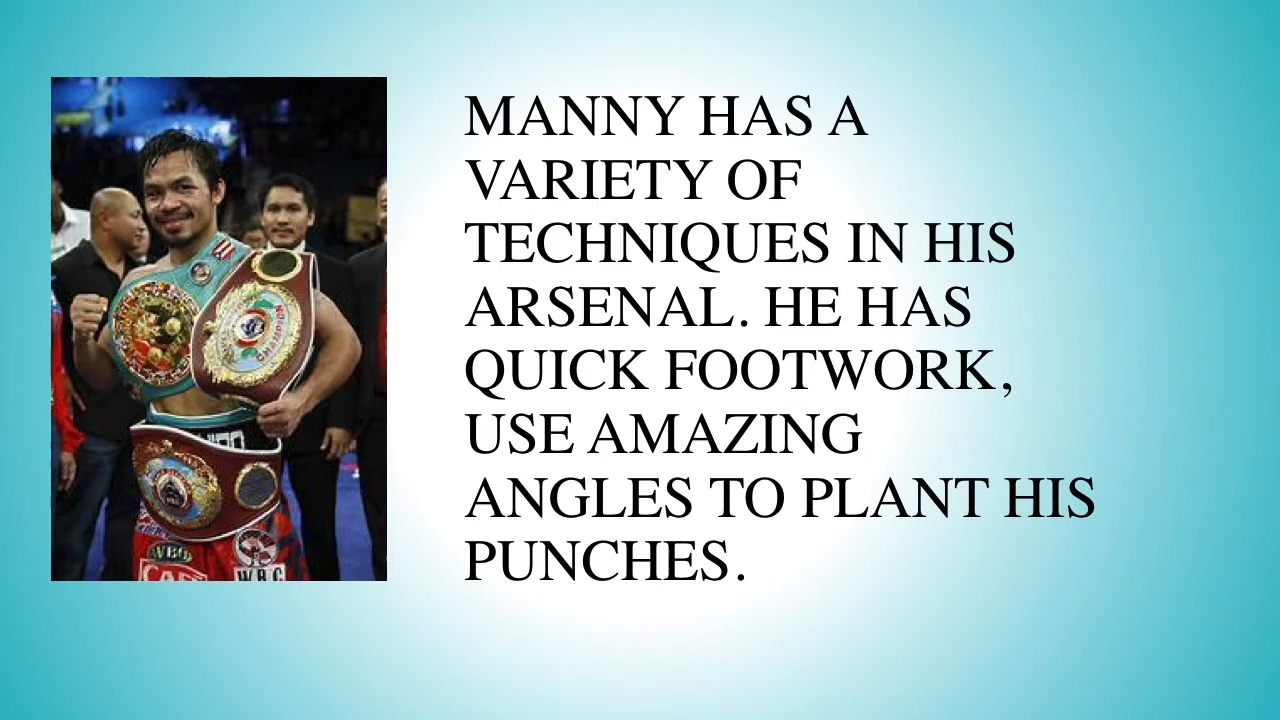 MANNY HAS A
VARIETY OF
TECHNIQUES IN HIS
ARSENAL. HE HAS
QUICK FOOTWORK,
USE AMAZING
ANGLES TO PLANT HIS
PUNCHES.
WBO
WBC